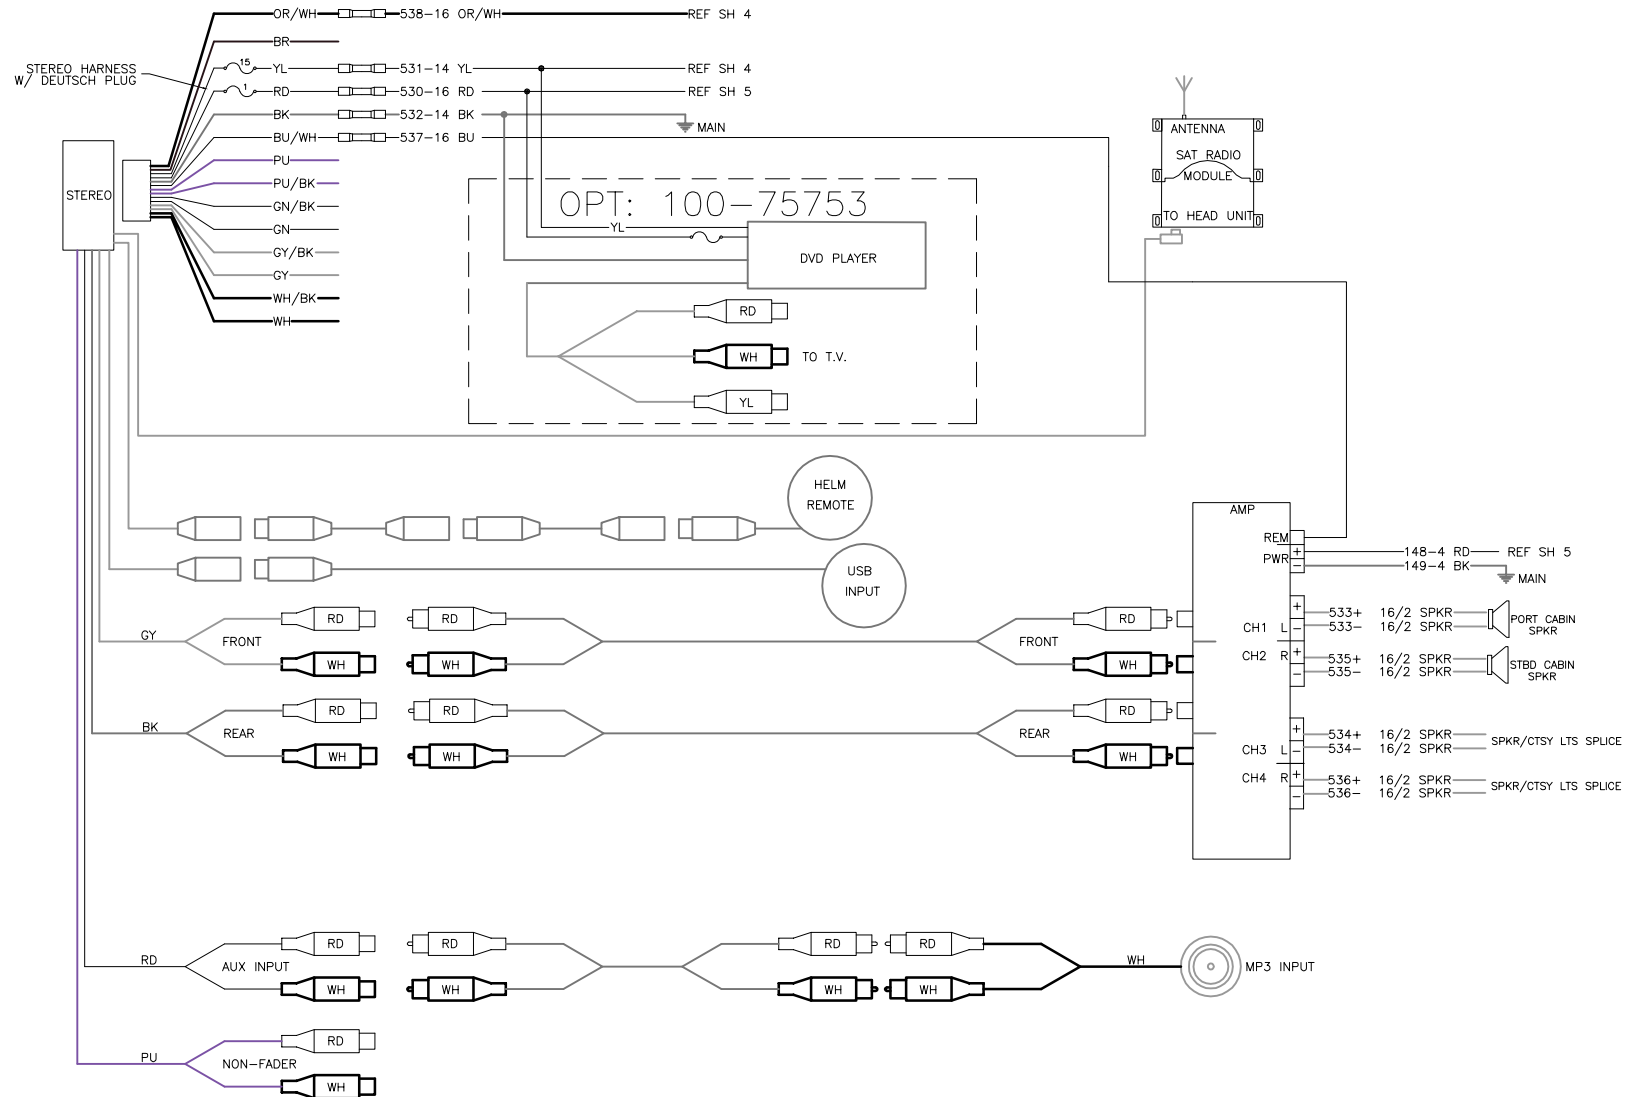 OR/WH 538-16 OR/WH REF SH 4
BR
STEREO HARNESS
W/ DEUTSCH PLUG
15 YL 531-14 YL REF SH 4
1 RD 530-16 RD REF SH 5
BK 532-14 BK MAIN
BU/WH 537-16 BU
PU
PU/BK
GN/BK
GN
GY/BK
GY
WH/BK
WH
STEREO
ANTENNA
SAT RADIO
MODULE
TO HEAD UNIT
OPT: 100-75753
YL
DVD PLAYER
RD
WH TO T.V.
YL
HELM
REMOTE
USB
INPUT
AMP
REM
+ 148-4 RD REF SH 5
PWR
- 149-4 BK MAIN
GY
RD RD RD
FRONT FRONT
WH WH WH
BK
RD RD RD
REAR REAR
WH WH WH
+ 533+ 16/2 SPKR
CH1 L - 533- 16/2 SPKR
PORT CABIN
SPKR
CH2 R + 535+ 16/2 SPKR
- 535- 16/2 SPKR
STBD CABIN
SPKR
+ 534+ 16/2 SPKR
CH3 L - 534- 16/2 SPKR
SPKR/CTSY LTS SPLICE
CH4 R + 536+ 16/2 SPKR
- 536- 16/2 SPKR
SPKR/CTSY LTS SPLICE
RD
RD RD RD RD
AUX INPUT
WH WH WH WH
WH
MP3 INPUT
PU
RD
NON-FADER
WH